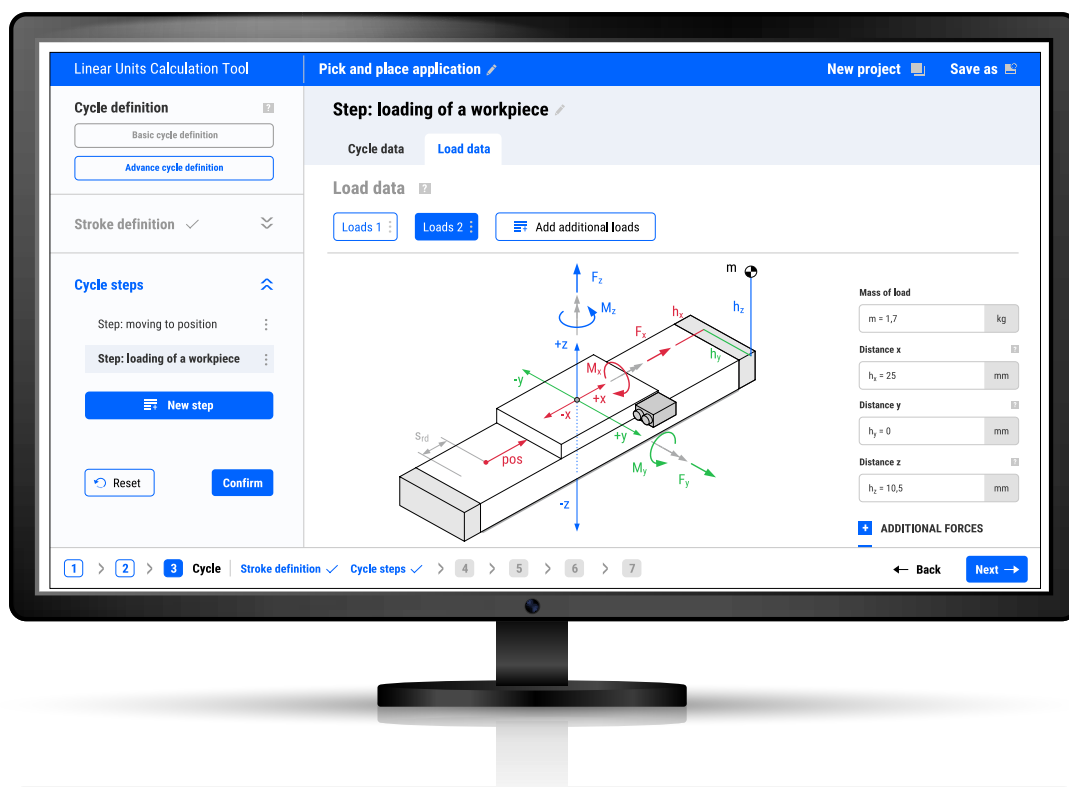 Linear Units Calculation Tool
Pick and place application
New project
Save as
Cycle definition
?
Basic cycle definition
Advance cycle definition
Stroke definition
Cycle steps
Step: moving to position
Step: loading of a workpiece
New step
Reset
Confirm
Step: loading of a workpiece
Cycle data
Load data
Load data
?
Loads 1
Loads 2
Add additional loads
Fz
Mz
+z
m
hz
hx
Fx
hy
Mx
-y
+x
-x
+y
srd
pos
My
Fy
-z
Mass of load
m = 1,7
kg
Distance x
?
hx = 25
mm
Distance y
?
hy = 0
mm
Distance z
?
hz = 10,5
mm
+ ADDITIONAL FORCES
1 > 2 > 3 Cycle Stroke definition Cycle steps > 4 > 5 > 6 > 7
Back
Next